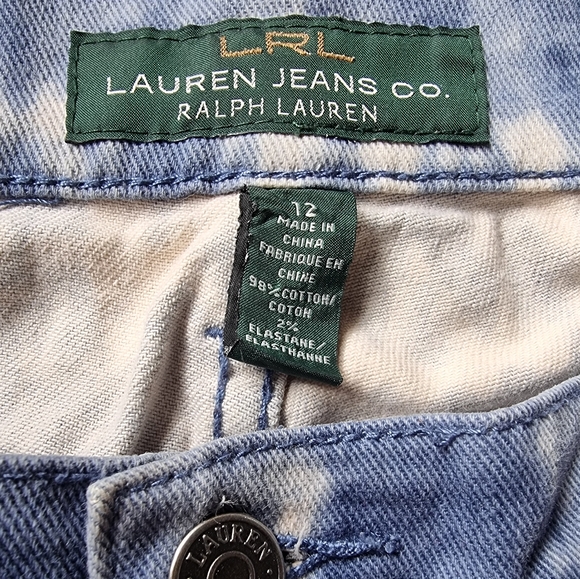 LRL
LAUREN JEANS CO.
RALPH LAUREN
12
MADE IN
CHINA
FABRIQUE EN
CHINE
98% COTTON/
COTON
2%
ELASTANE/
ELASTHANNE
LAUREN